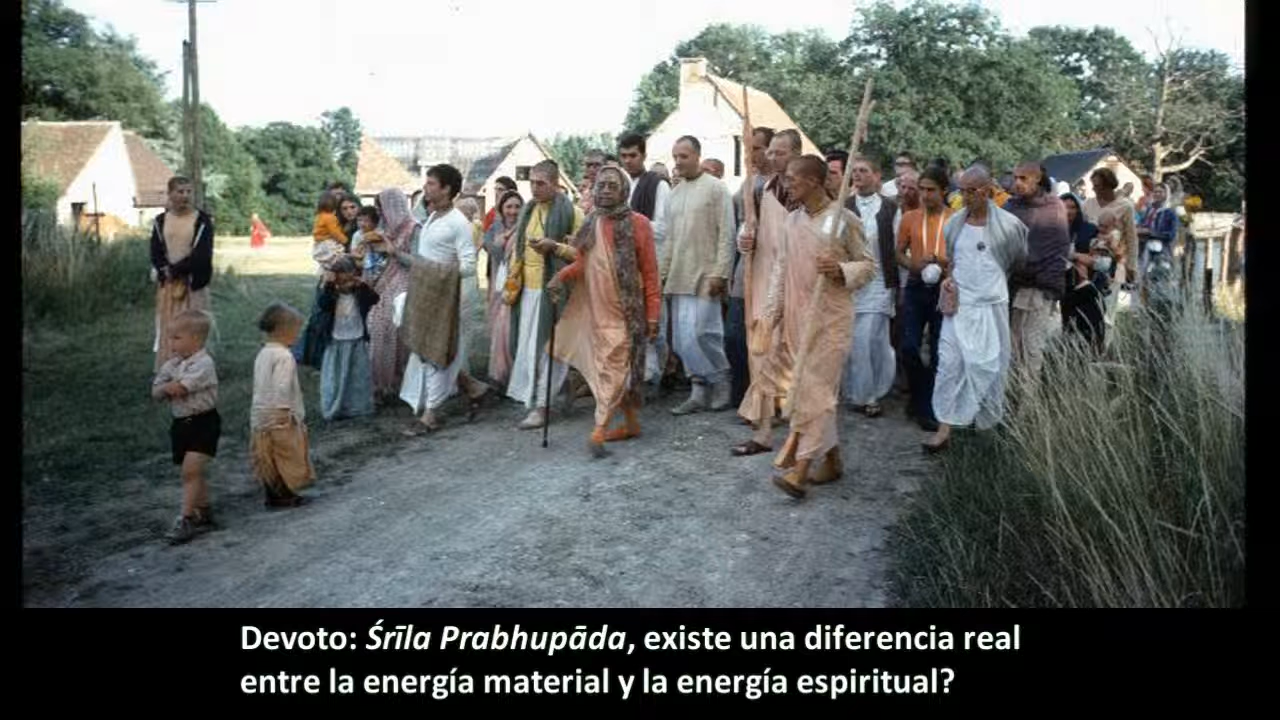 Devoto: Śrīla Prabhupāda, existe una diferencia real
entre la energía material y la energía espiritual?